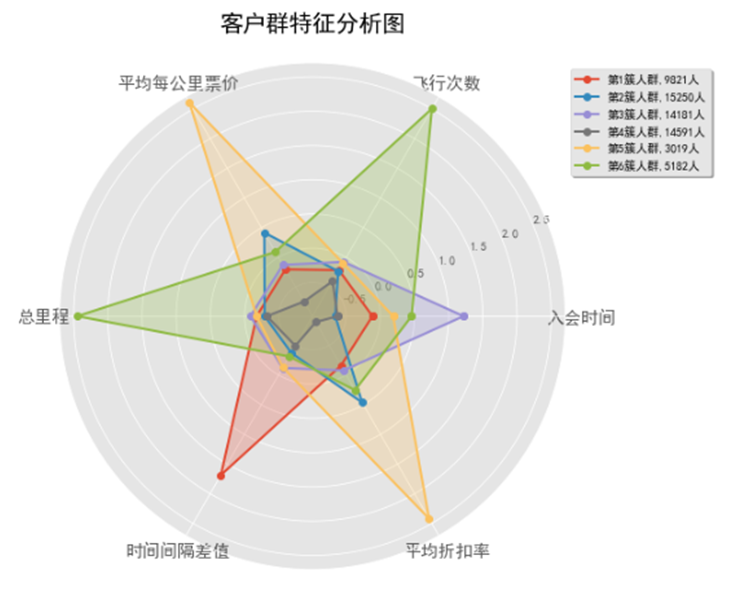 客户群特征分析图
平均每公里票价
飞行次数
第1簇人群, 9821人
第2簇人群, 15250人
第3簇人群, 14181人
第4簇人群, 14591人
第5簇人群, 3019人
第6簇人群, 5182人
2.5
2.0
1.5
1.0
0.5
0.0
-0.5
总里程
入会时间
时间间隔差值
平均折扣率